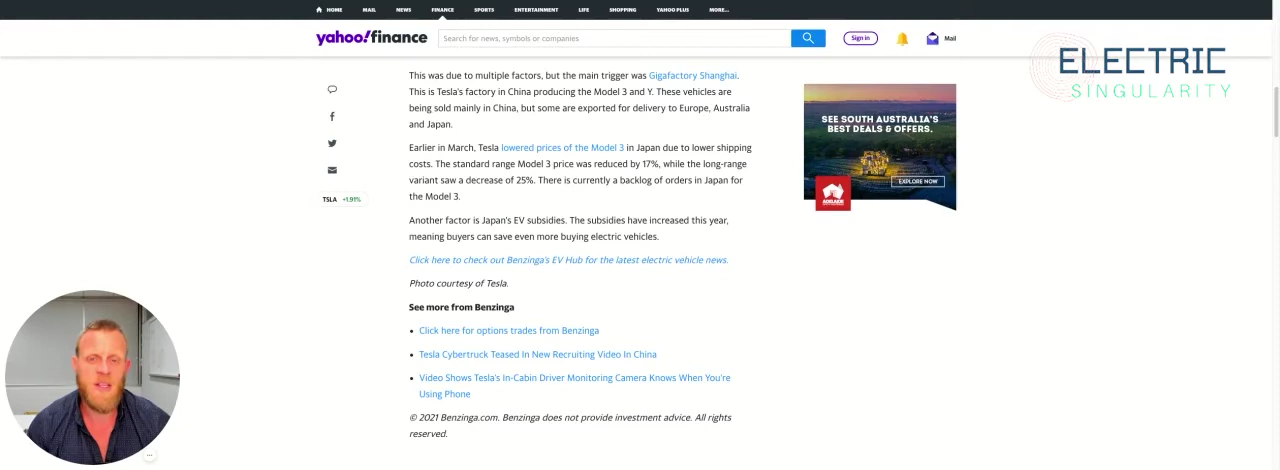 HOME MAIL NEWS FINANCE SPORTS ENTERTAINMENT LIFE SHOPPING YAHOO PLUS MORE...
yahoo!finance
Search for news, symbols or companies
Sign in
Mail
ELECTRIC
SINGULARITY
This was due to multiple factors, but the main trigger was Gigafactory Shanghai.
This is Tesla's factory in China producing the Model 3 and Y. These vehicles are
being sold mainly in China, but some are exported for delivery to Europe, Australia
and Japan.
Earlier in March, Tesla lowered prices of the Model 3 in Japan due to lower shipping
costs. The standard range Model 3 price was reduced by 17%, while the long-range
variant saw a decrease of 25%. There is currently a backlog of orders in Japan for
the Model 3.
Another factor is Japan's EV subsidies. The subsidies have increased this year,
meaning buyers can save even more buying electric vehicles.
Click here to check out Benzinga's EV Hub for the latest electric vehicle news.
Photo courtesy of Tesla.
See more from Benzinga
• Click here for options trades from Benzinga
• Tesla Cybertruck Teased In New Recruiting Video In China
• Video Shows Tesla's In-Cabin Driver Monitoring Camera Knows When You're
Using Phone
© 2021 Benzinga.com. Benzinga does not provide investment advice. All rights
reserved.
TSLA +1.91%
SEE SOUTH AUSTRALIA'S
BEST DEALS & OFFERS.
EXPLORE NOW
ADELAIDE